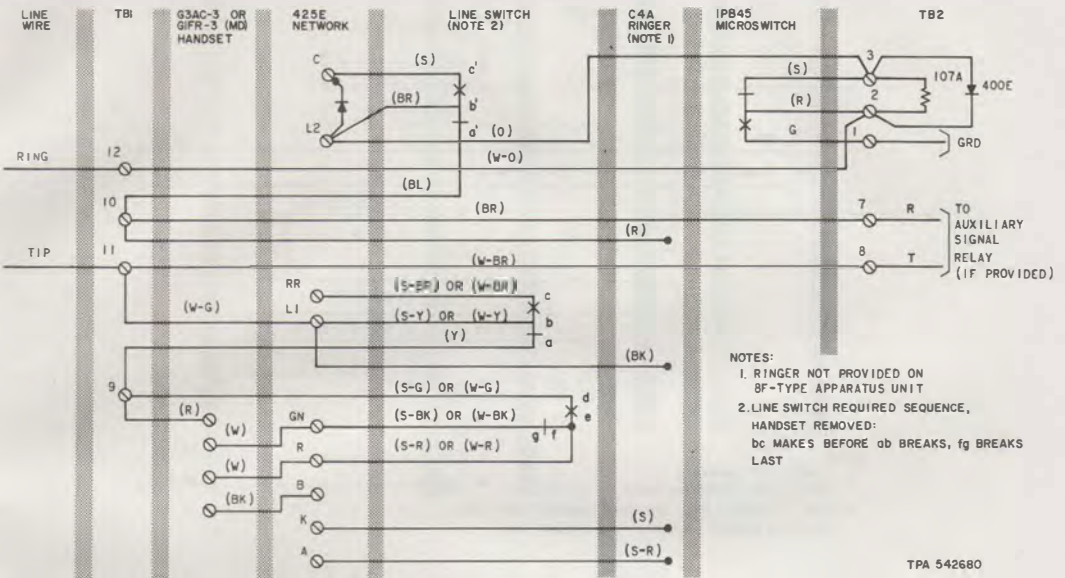 LINE
WIRE
TB1
G3AC-3 OR
GIFR-3 (MD)
HANDSET
425E
NETWORK
LINE SWITCH
(NOTE 2)
C4A
RINGER
(NOTE 1)
IPB45
MICROSWITCH
TB2
C
(S)
c'
3
(S)
107A
400E
(BR)
b'
(R)
2
L2
a'
(O)
G
1
GRD
RING
12
(W-O)
(BL)
10
(BR)
7
R
TO
AUXILIARY
SIGNAL
RELAY
(IF PROVIDED)
(R)
TIP
11
(W-BR)
8
T
RR
(S-BR) OR (W-BR)
c
(W-G)
L1
(S-Y) OR (W-Y)
b
(Y)
a
(BK)
9
(S-G) OR (W-G)
d
(R)
(W)
GN
(S-BK) OR (W-BK)
e
g
f
(W)
R
(S-R) OR (W-R)
(BK)
B
K
(S)
A
(S-R)
NOTES:
1. RINGER NOT PROVIDED ON
8F-TYPE APPARATUS UNIT
2. LINE SWITCH REQUIRED SEQUENCE,
HANDSET REMOVED:
bc MAKES BEFORE ab BREAKS, fg BREAKS
LAST
TPA 542680